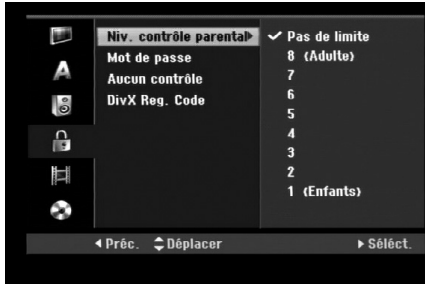 Niv. contrôle parental
Mot de passe
Aucun contrôle
DivX Reg. Code
Pas de limite
8 (Adulte)
7
6
5
4
3
2
1 (Enfants)
A
Préc. Déplacer Séléct.